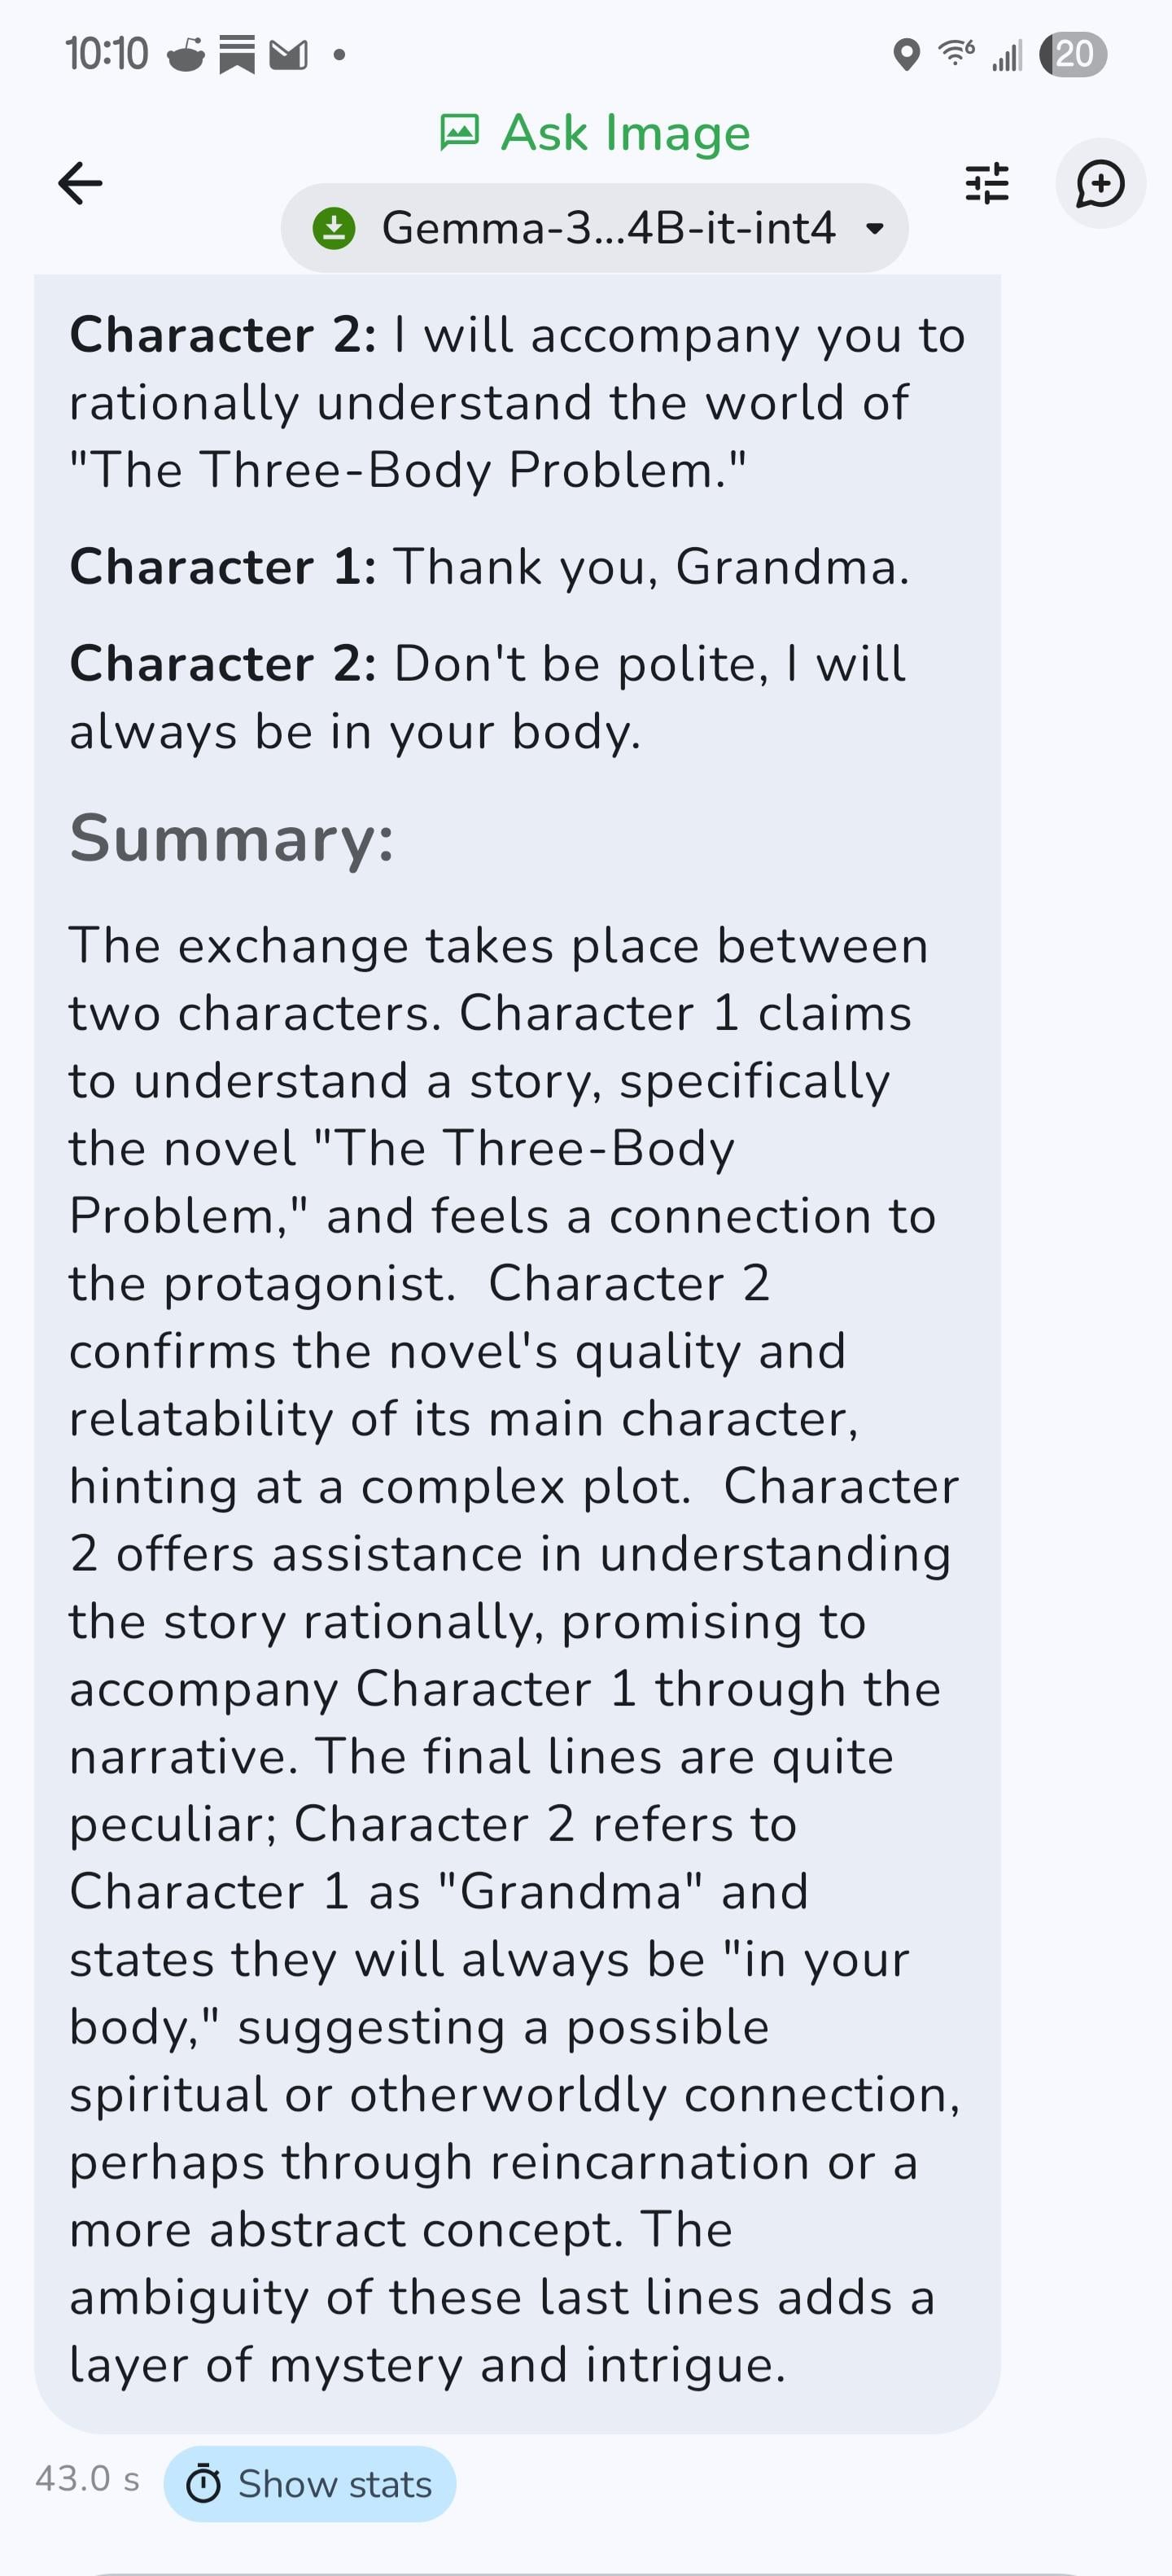 10:10
6
20
Ask Image
Gemma-3...4B-it-int4
Character 2: I will accompany you to
rationally understand the world of
"The Three-Body Problem."
Character 1: Thank you, Grandma.
Character 2: Don't be polite, I will
always be in your body.
Summary:
The exchange takes place between
two characters. Character 1 claims
to understand a story, specifically
the novel "The Three-Body
Problem," and feels a connection to
the protagonist.  Character 2
confirms the novel's quality and
relatability of its main character,
hinting at a complex plot.  Character
2 offers assistance in understanding
the story rationally, promising to
accompany Character 1 through the
narrative. The final lines are quite
peculiar; Character 2 refers to
Character 1 as "Grandma" and
states they will always be "in your
body," suggesting a possible
spiritual or otherworldly connection,
perhaps through reincarnation or a
more abstract concept. The
ambiguity of these last lines adds a
layer of mystery and intrigue.
43.0 s
Show stats